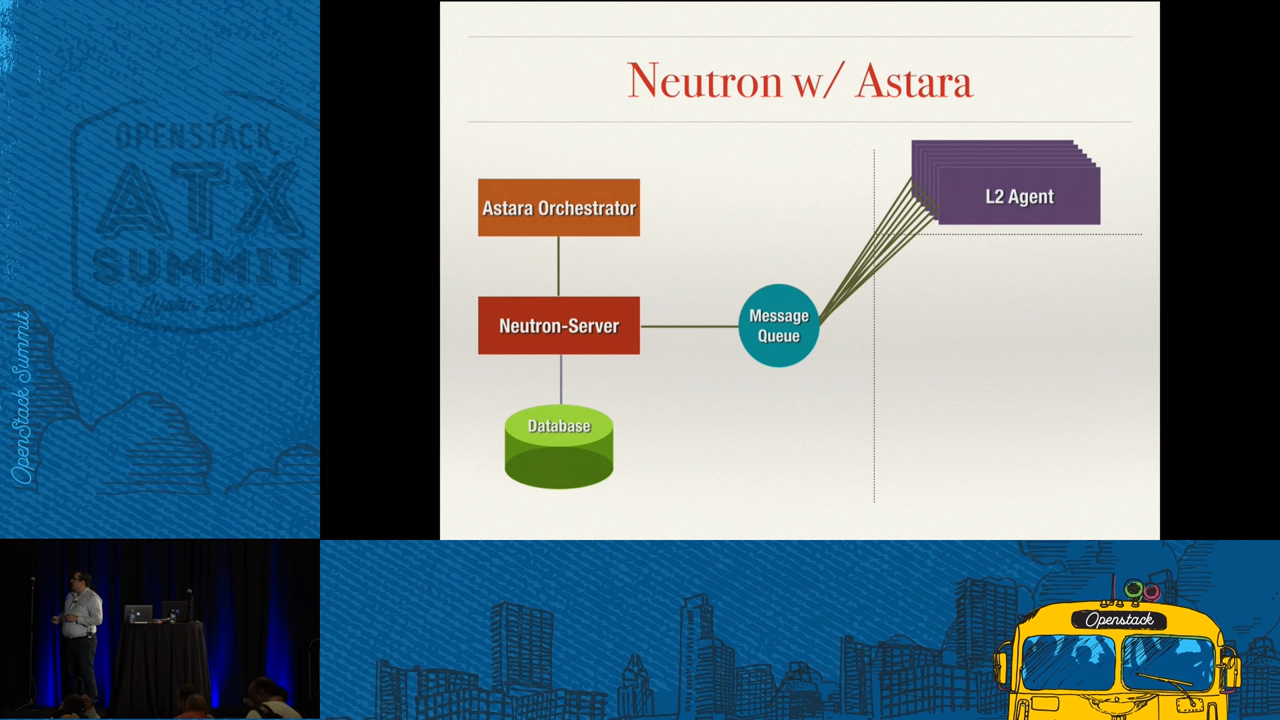 OPENSTACK
ATX
SUMMIT
Austin 2016
OpenStack Summit
Neutron w/ Astara
Astara Orchestrator
L2 Agent
Neutron-Server
Message
Queue
Database
Openstack